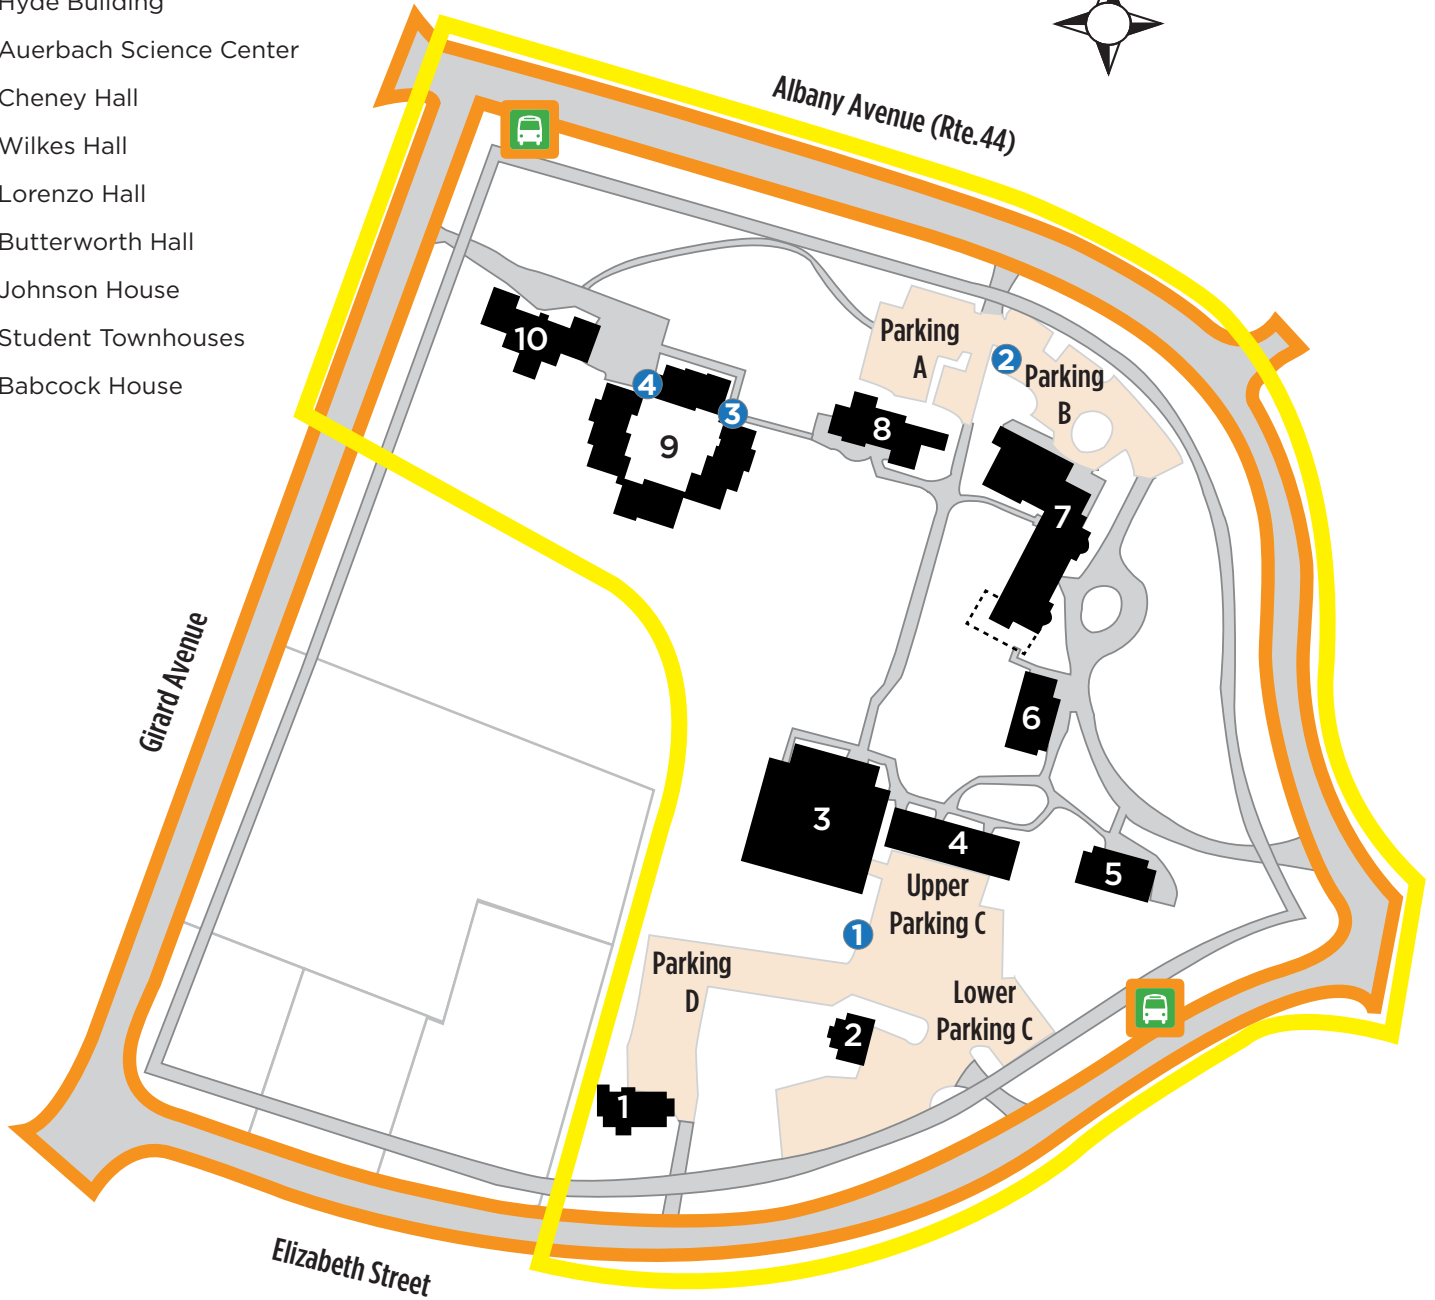 Hyde Building
Auerbach Science Center
Cheney Hall
Wilkes Hall
Lorenzo Hall
Butterworth Hall
Johnson House
Student Townhouses
Babcock House
Albany Avenue (Rte.44)
Parking
A
2
Parking
B
10
4
3
9
8
7
Girard Avenue
6
3
4
5
Upper
Parking C
1
Parking
D
Lower
Parking C
2
1
Elizabeth Street